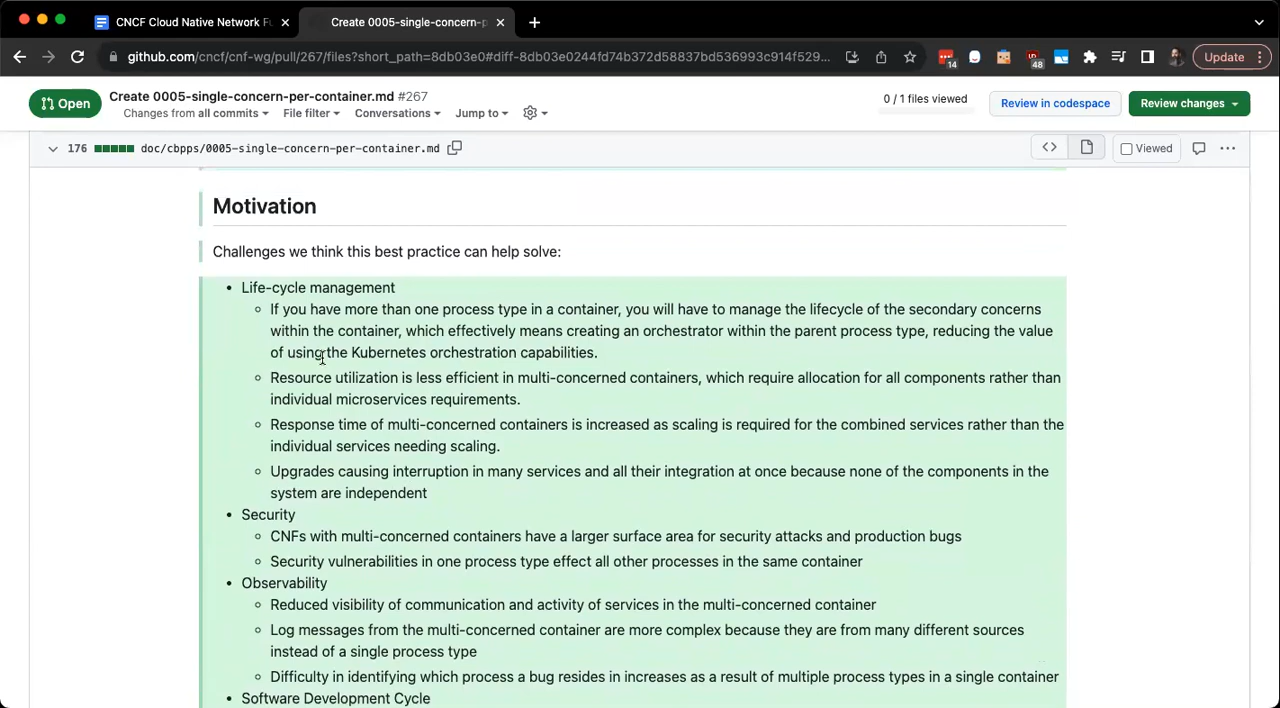 CNCF Cloud Native Network Fu
Create 0005-single-concern-p
github.com/cncf/cnf-wg/pull/267/files?short_path=8db03e0#diff-8db03e0244fd74b372d58837bd536993c914f529...
14
48
Update
Open
Create 0005-single-concern-per-container.md #267
Changes from all commits
File filter
Conversations
Jump to
0 / 1 files viewed
Review in codespace
Review changes
176
doc/cbpps/0005-single-concern-per-container.md
Viewed
Motivation
Challenges we think this best practice can help solve:
• Life-cycle management
◦ If you have more than one process type in a container, you will have to manage the lifecycle of the secondary concerns
within the container, which effectively means creating an orchestrator within the parent process type, reducing the value
of using the Kubernetes orchestration capabilities.
◦ Resource utilization is less efficient in multi-concerned containers, which require allocation for all components rather than
individual microservices requirements.
◦ Response time of multi-concerned containers is increased as scaling is required for the combined services rather than the
individual services needing scaling.
◦ Upgrades causing interruption in many services and all their integration at once because none of the components in the
system are independent
• Security
◦ CNFs with multi-concerned containers have a larger surface area for security attacks and production bugs
◦ Security vulnerabilities in one process type effect all other processes in the same container
• Observability
◦ Reduced visibility of communication and activity of services in the multi-concerned container
◦ Log messages from the multi-concerned container are more complex because they are from many different sources
instead of a single process type
◦ Difficulty in identifying which process a bug resides in increases as a result of multiple process types in a single container
• Software Development Cycle